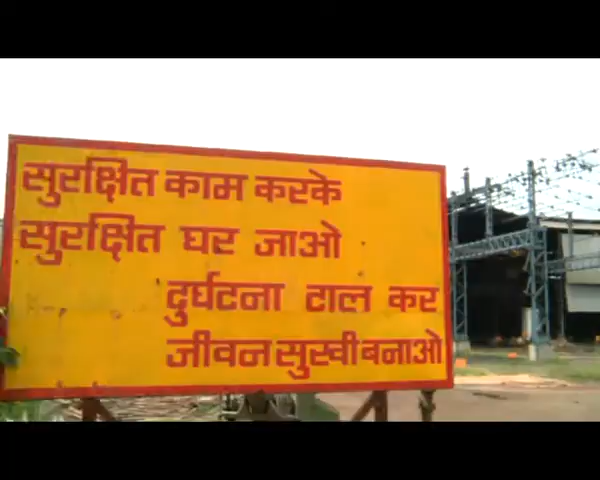 सुरक्षित काम करके
सुरक्षित घर जाओ
दुर्घटना टाल कर
जीवन सुखी बनाओ